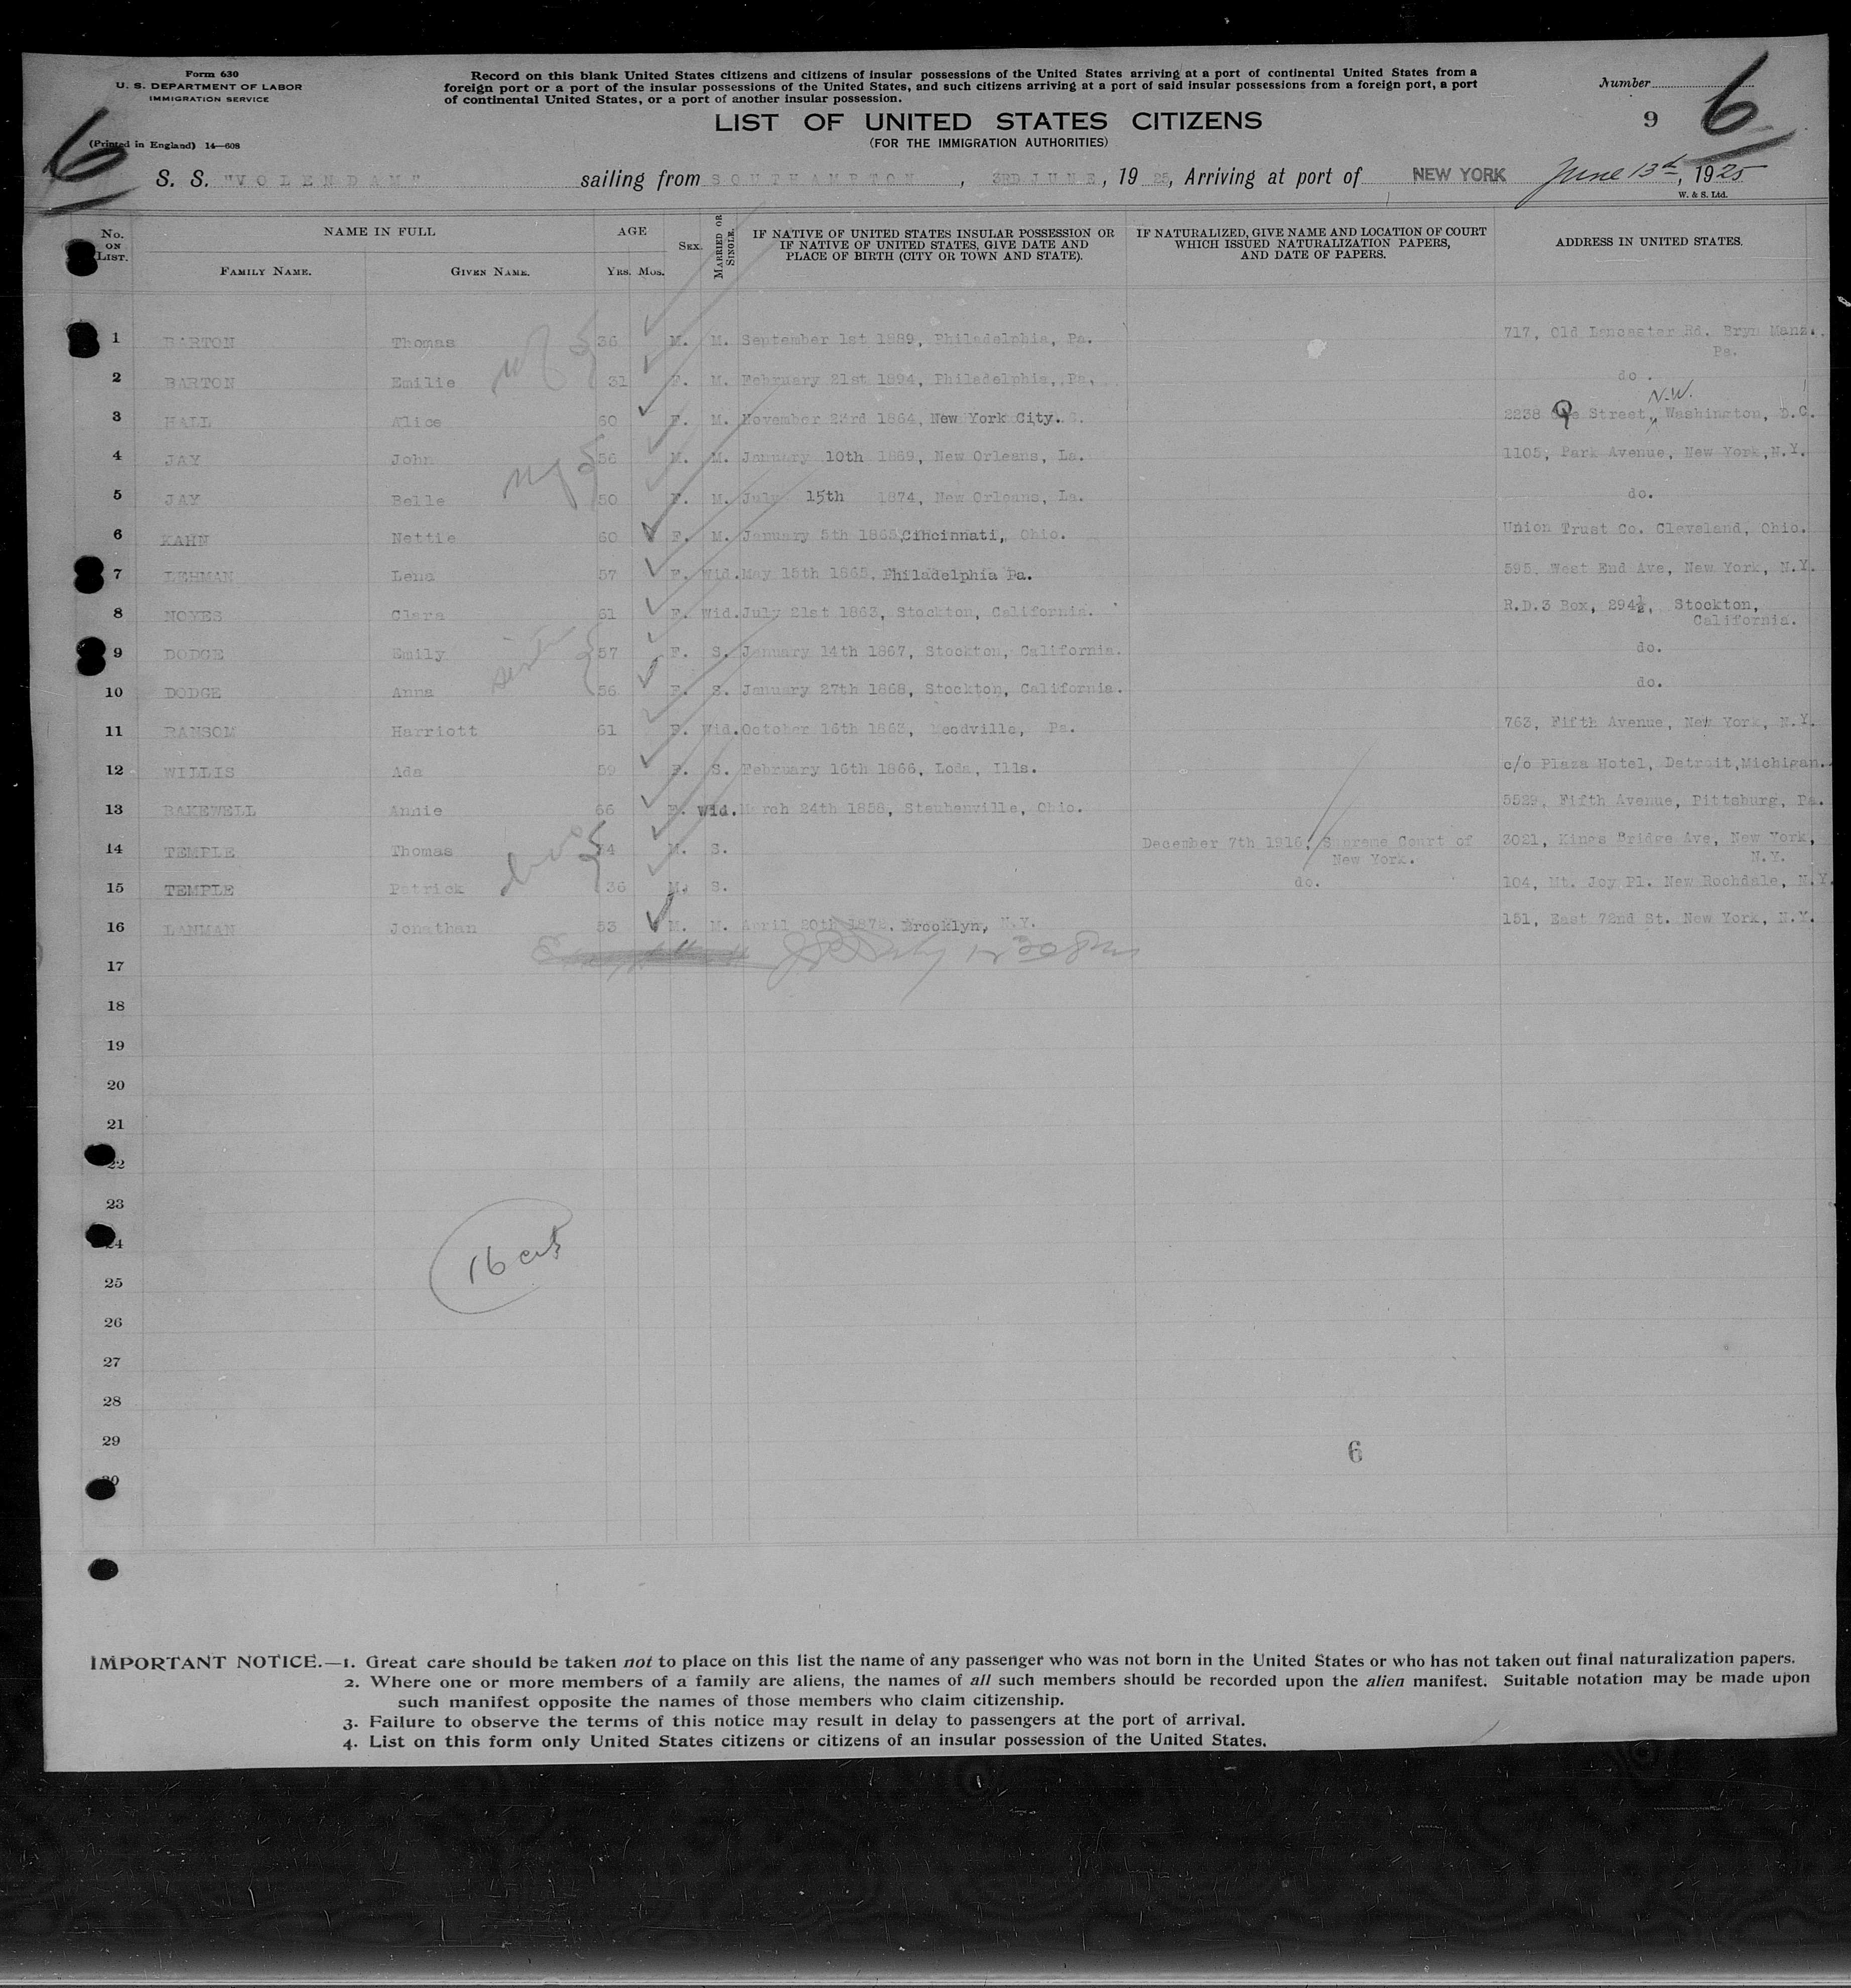 Form 630
U. S. DEPARTMENT OF LABOR
IMMIGRATION SERVICE
(Printed in England) 14—608
Record on this blank United States citizens and citizens of insular possessions of the United States arriving at a port of continental United States from a
foreign port or a port of the insular possessions of the United States, and such citizens arriving at a port of said insular possessions from a foreign port, a port
of continental United States, or a port of another insular possession.
Number
9
6
6
LIST OF UNITED STATES CITIZENS
(FOR THE IMMIGRATION AUTHORITIES)
S. S. "VOLENDAM" sailing from SOUTHAMPTON, 3RD JUNE, 1925, Arriving at port of NEW YORK June 13th, 1925
W. & S. Ltd.
No. ON LIST. NAME IN FULL AGE SEX. MARRIED OR SINGLE. IF NATIVE OF UNITED STATES INSULAR POSSESSION OR IF NATIVE OF UNITED STATES, GIVE DATE AND PLACE OF BIRTH (CITY OR TOWN AND STATE). IF NATURALIZED, GIVE NAME AND LOCATION OF COURT WHICH ISSUED NATURALIZATION PAPERS, AND DATE OF PAPERS. ADDRESS IN UNITED STATES.
FAMILY NAME. GIVEN NAME. YRS. MOS.
1 BARTON Thomas 36 M. M. September 1st 1889, Philadelphia, Pa. 717, Old Lancaster Rd. Bryn Mans.
Pa.
2 BARTON Emilie 31 F. M. February 21st 1894, Philadelphia, Pa, do.
N.W.
3 HALL Alice 60 F. M. November 23rd 1864, New York City. 2238 Q Street, Washington, D.C.
4 JAY John 56 M. M. January 10th 1869, New Orleans, La. 1105, Park Avenue, New York, N.Y.
5 JAY Belle 50 F. M. July 15th 1874, New Orleans, La. do.
6 KAHN Nettie 60 F. M. January 5th 1865, Cincinnati, Ohio. Union Trust Co. Cleveland, Ohio.
7 LEHMAN Lena 57 F. Wid. May 15th 1865, Philadelphia Pa. 595, West End Ave, New York, N.Y.
8 NOYES Clara 61 F. Wid. July 21st 1863, Stockton, California. R.D.3 Box, 294½, Stockton,
California.
9 DODGE Emily 57 F. S. January 14th 1867, Stockton, California. do.
sister
10 DODGE Anna 56 F. S. January 27th 1868, Stockton, California. do.
11 RANSOM Harriott 61 F. Wid. October 16th 1863, Meadville, Pa. 763, Fifth Avenue, New York, N.Y.
12 WILLIS Ada 59 F. S. February 16th 1866, Loda, Ills. c/o Plaza Hotel, Detroit, Michigan.
13 BAKEWELL Annie 66 F. Wid. March 24th 1858, Steubenville, Ohio. 5529, Fifth Avenue, Pittsburg, Pa.
14 TEMPLE Thomas 34 M. S. December 7th 1916, Supreme Court of 3021, Kings Bridge Ave, New York,
New York. N.Y.
15 TEMPLE Patrick 36 M. S. do. 104, Mt. Joy Pl. New Rochdale, N.Y.
16 LANMAN Jonathan 53 M. M. April 20th 1872. Brooklyn, N.Y. 151, East 72nd St. New York, N.Y.
17
18
19
20
21
22
23
24
25
16 cit
26
27
28
29
6
30
IMPORTANT NOTICE.—1. Great care should be taken not to place on this list the name of any passenger who was not born in the United States or who has not taken out final naturalization papers.
2. Where one or more members of a family are aliens, the names of all such members should be recorded upon the alien manifest. Suitable notation may be made upon
such manifest opposite the names of those members who claim citizenship.
3. Failure to observe the terms of this notice may result in delay to passengers at the port of arrival.
4. List on this form only United States citizens or citizens of an insular possession of the United States.